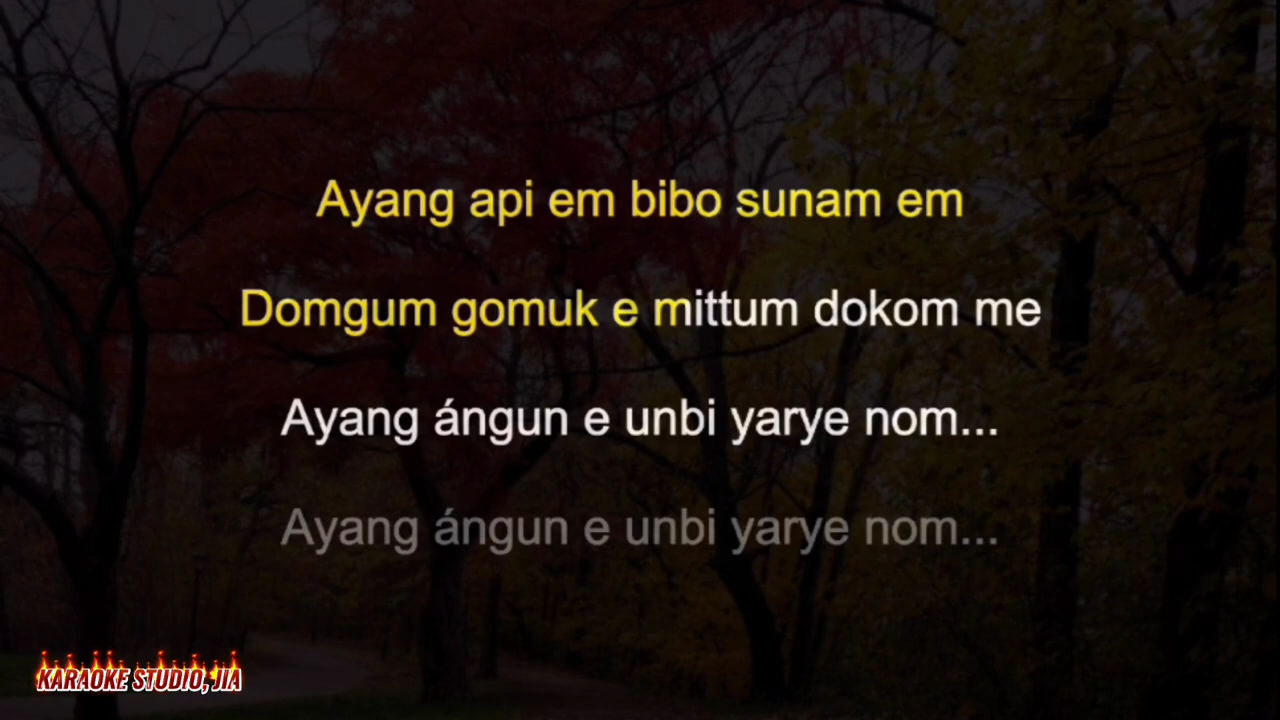 Ayang api em bibo sunam em
Domgum gomuk e mittum dokom me
Ayang ángun e unbi yarye nom...
Ayang ángun e unbi yarye nom...
KARAOKE STUDIO, JIA